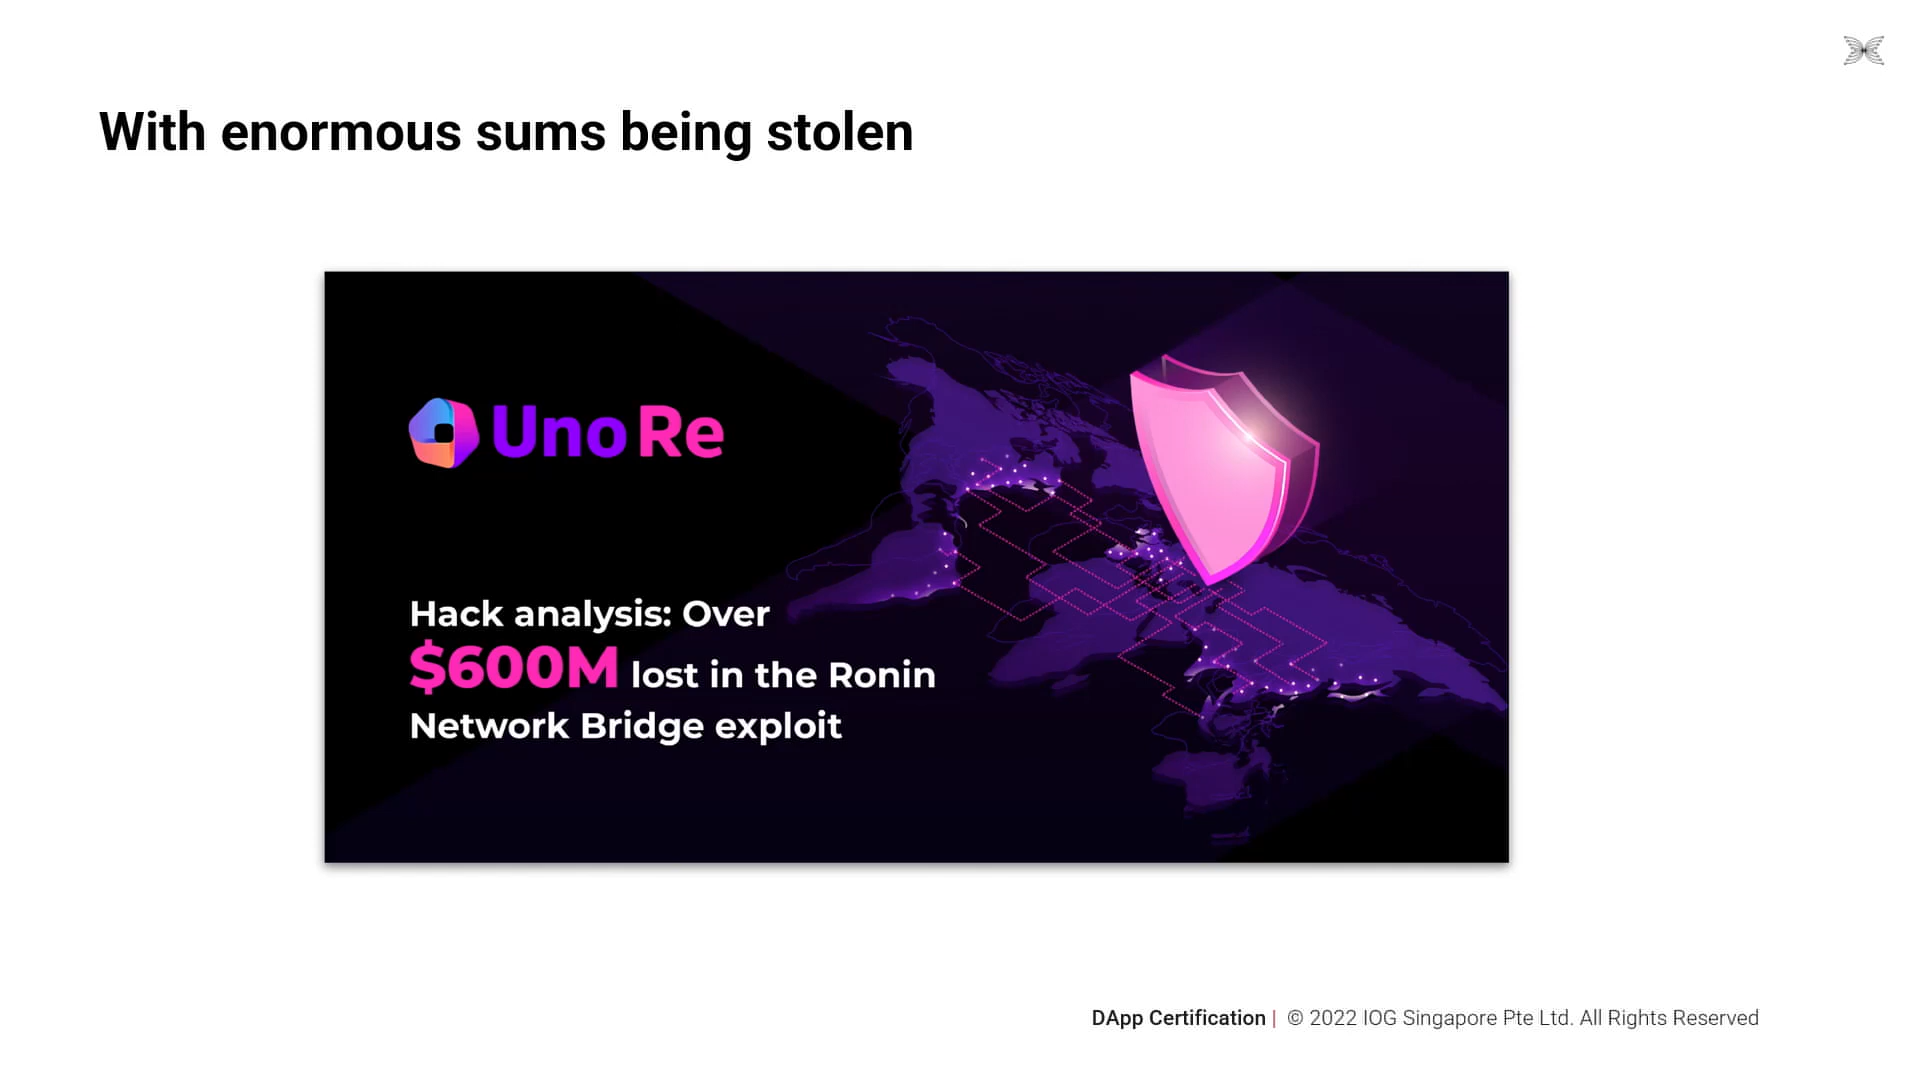 With enormous sums being stolen
Uno Re
Hack analysis: Over
$600M lost in the Ronin
Network Bridge exploit
DApp Certification | © 2022 IOG Singapore Pte Ltd. All Rights Reserved